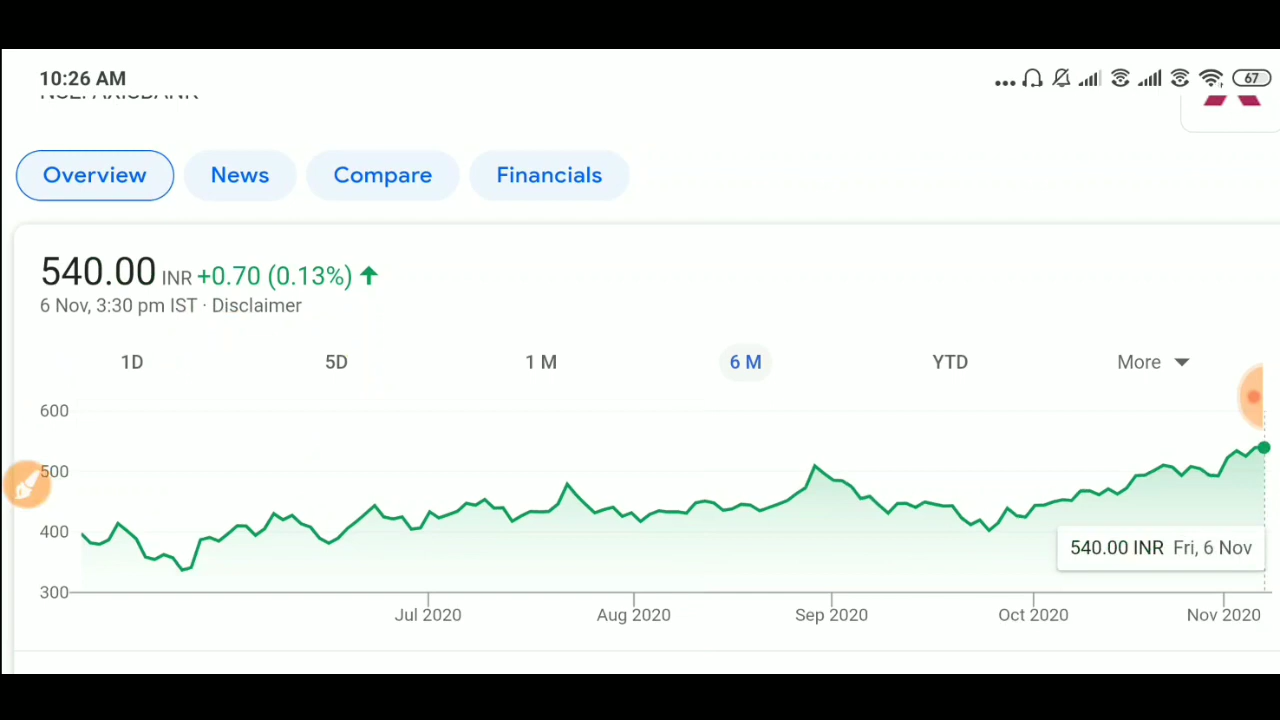 10:26 AM
67
Overview
News
Compare
Financials
540.00 INR +0.70 (0.13%)
6 Nov, 3:30 pm IST · Disclaimer
1D
5D
1 M
6 M
YTD
More
600
500
400
300
540.00 INR Fri, 6 Nov
Jul 2020
Aug 2020
Sep 2020
Oct 2020
Nov 2020